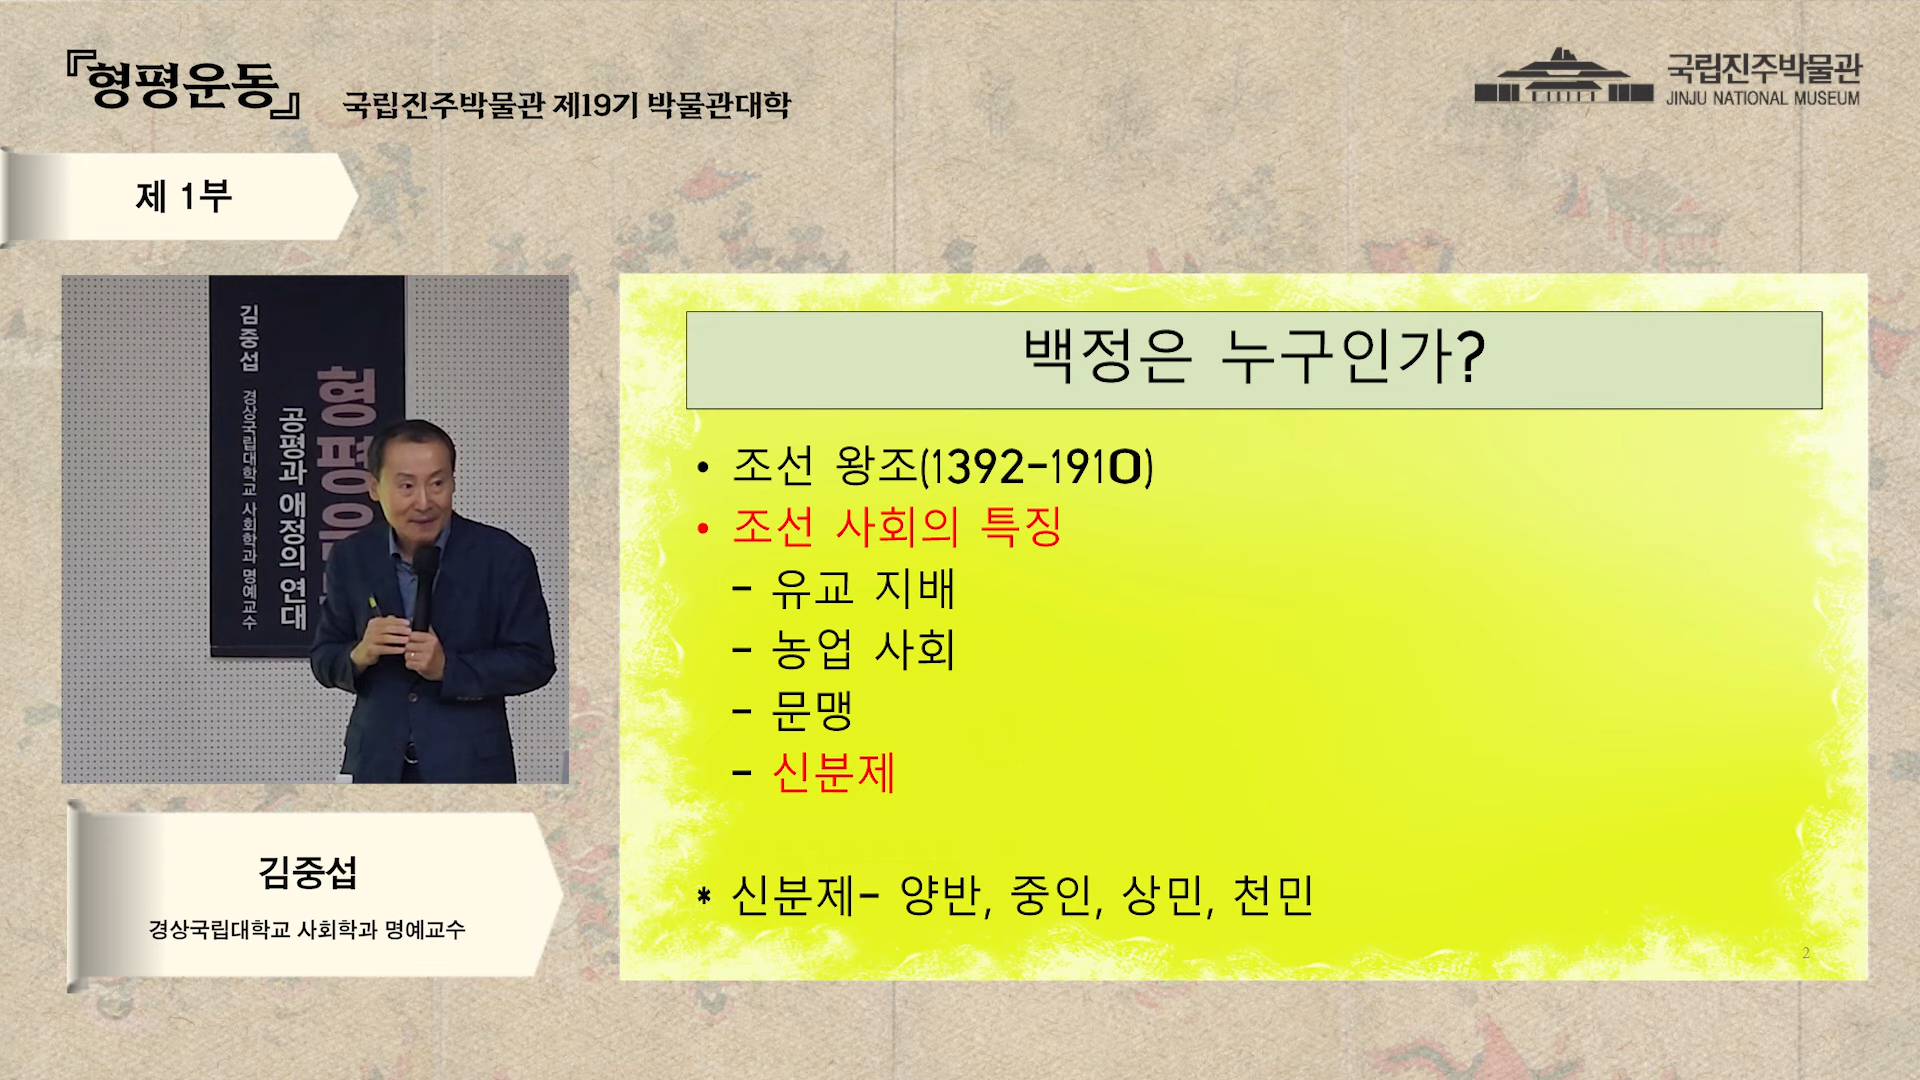 『형평운동』
국립진주박물관 제19기 박물관대학
국립진주박물관
JINJU NATIONAL MUSEUM
제 1부
김중섭
경상국립대학교 사회학과 명예교수
공평과 애정의 연대
형평운
백정은 누구인가?
• 조선 왕조(1392-1910)
• 조선 사회의 특징
- 유교 지배
- 농업 사회
- 문맹
- 신분제
* 신분제- 양반, 중인, 상민, 천민
2
김중섭
경상국립대학교 사회학과 명예교수